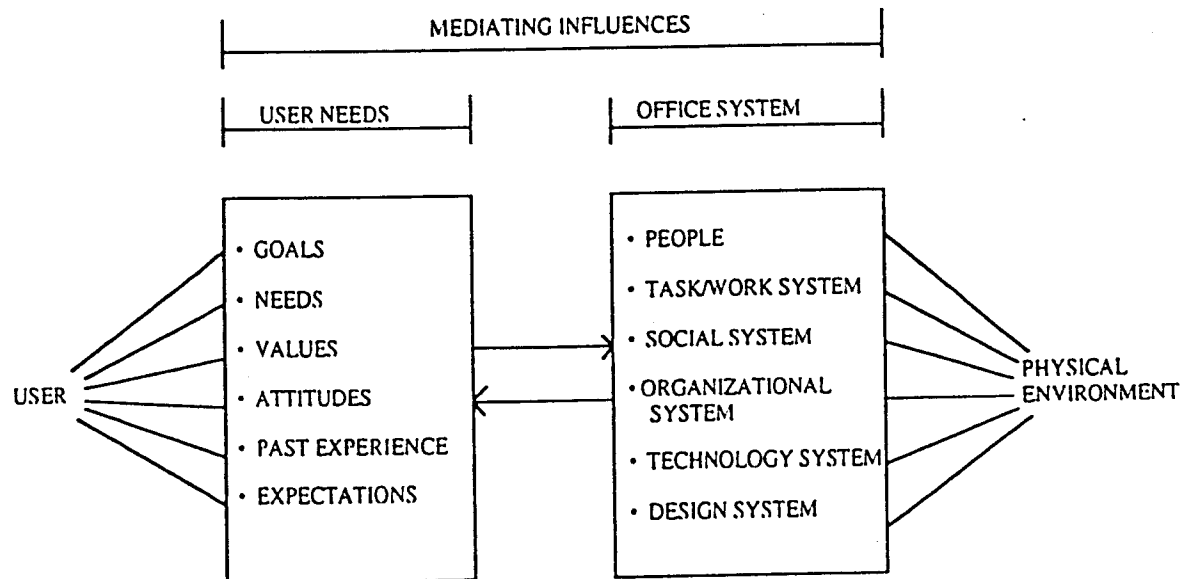 MEDIATING INFLUENCES
USER NEEDS
OFFICE SYSTEM
• GOALS
• NEEDS
• VALUES
• ATTITUDES
• PAST EXPERIENCE
• EXPECTATIONS
• PEOPLE
• TASK/WORK SYSTEM
• SOCIAL SYSTEM
• ORGANIZATIONAL
SYSTEM
• TECHNOLOGY SYSTEM
• DESIGN SYSTEM
USER
PHYSICAL
ENVIRONMENT